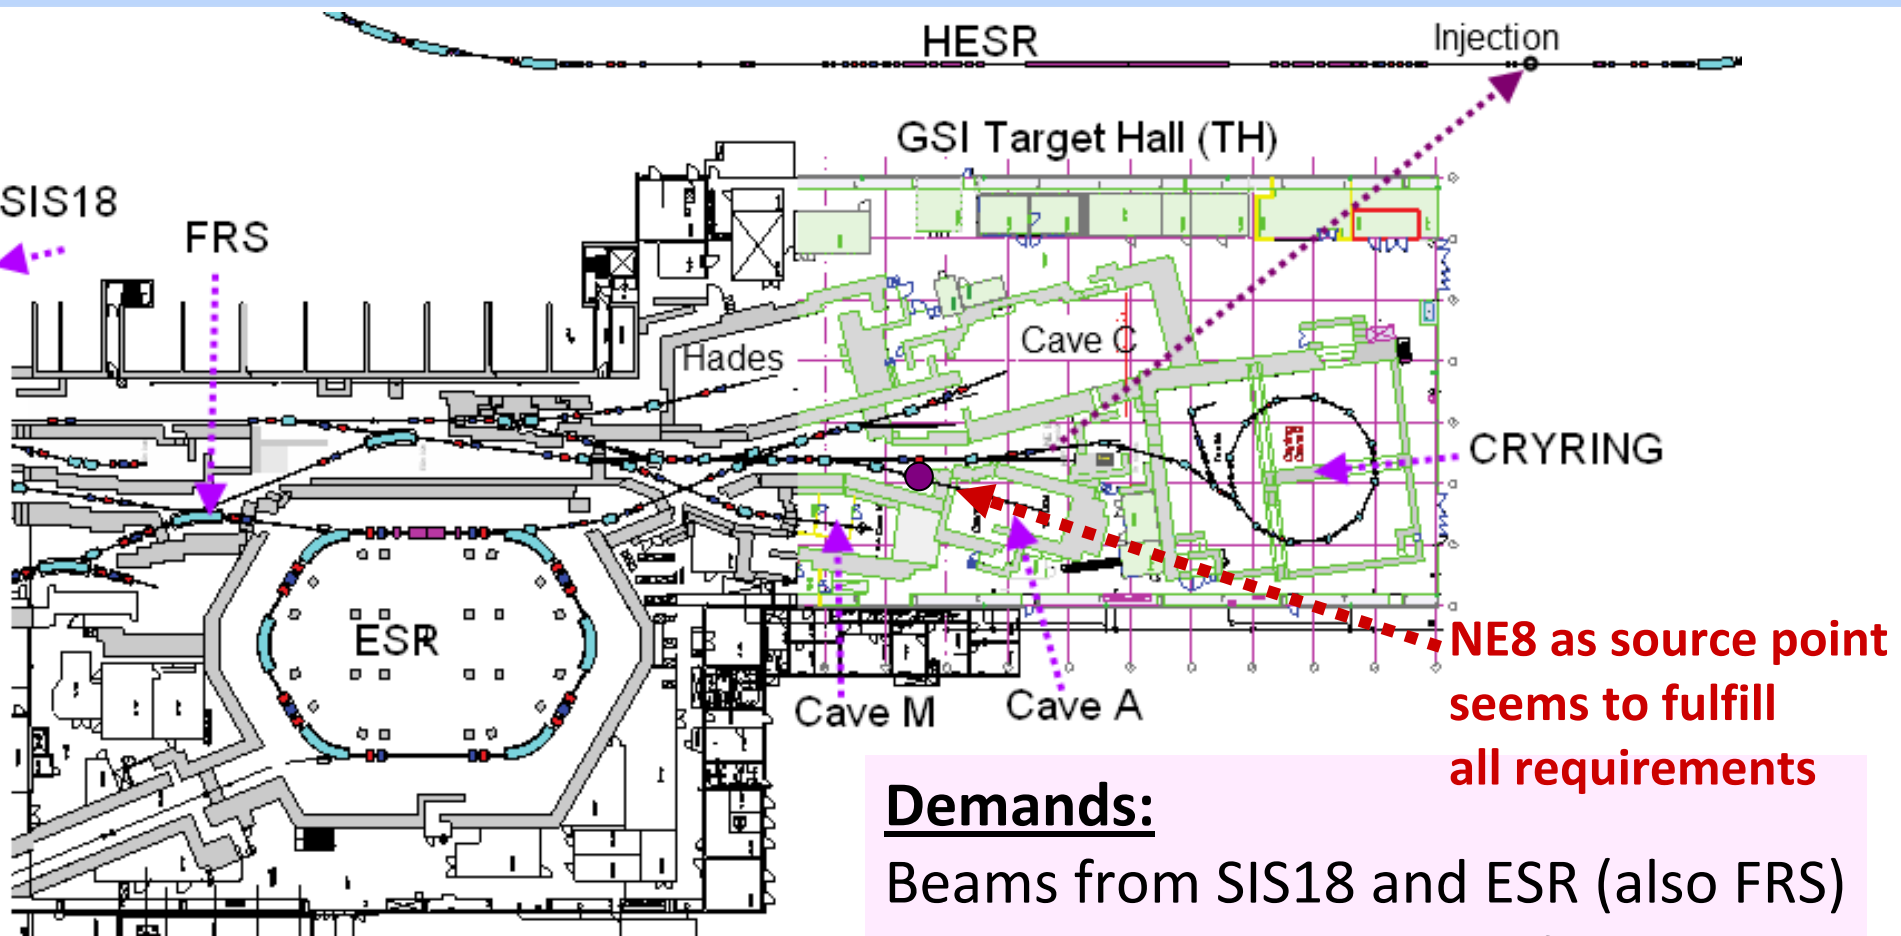 HESR
Injection
GSI Target Hall (TH)
SIS18
FRS
Hades
Cave C
CRYRING
ESR
Cave M
Cave A
NE8 as source point
seems to fulfill
all requirements
Demands:
Beams from SIS18 and ESR (also FRS)